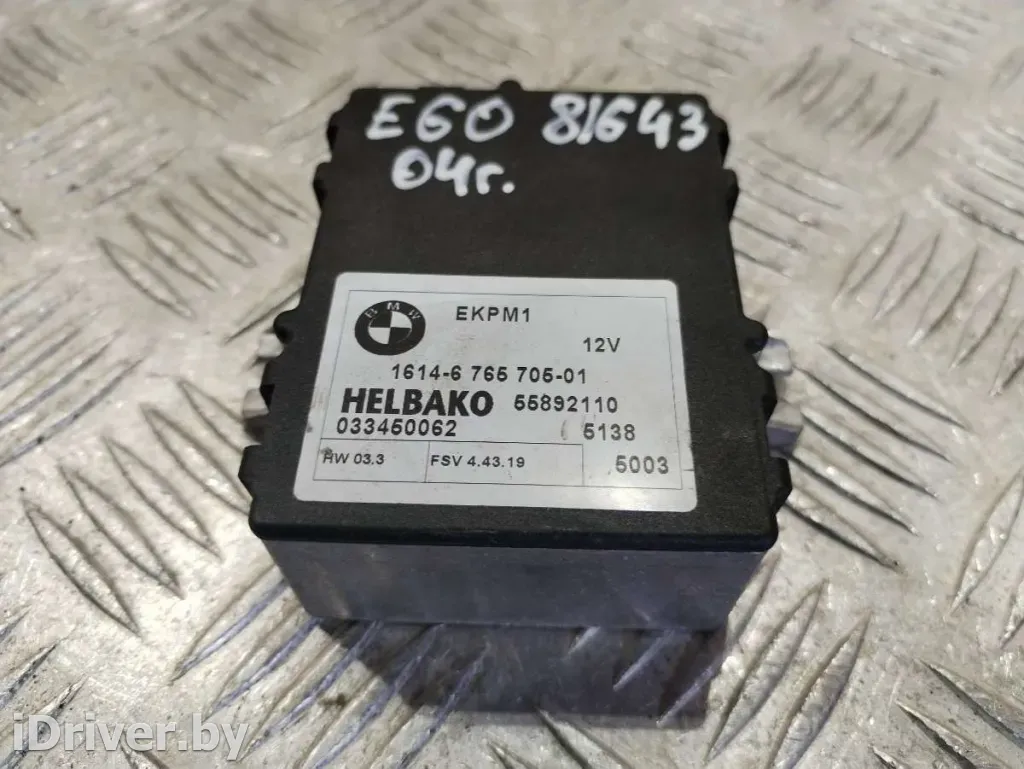 E60 81643
04г.
BMW
EKPM1
12V
1614-6 765 705-01
HELBAKO 55892110
033450062 5138
HW 03.3 FSV 4.43.19 5003
iDriver.by